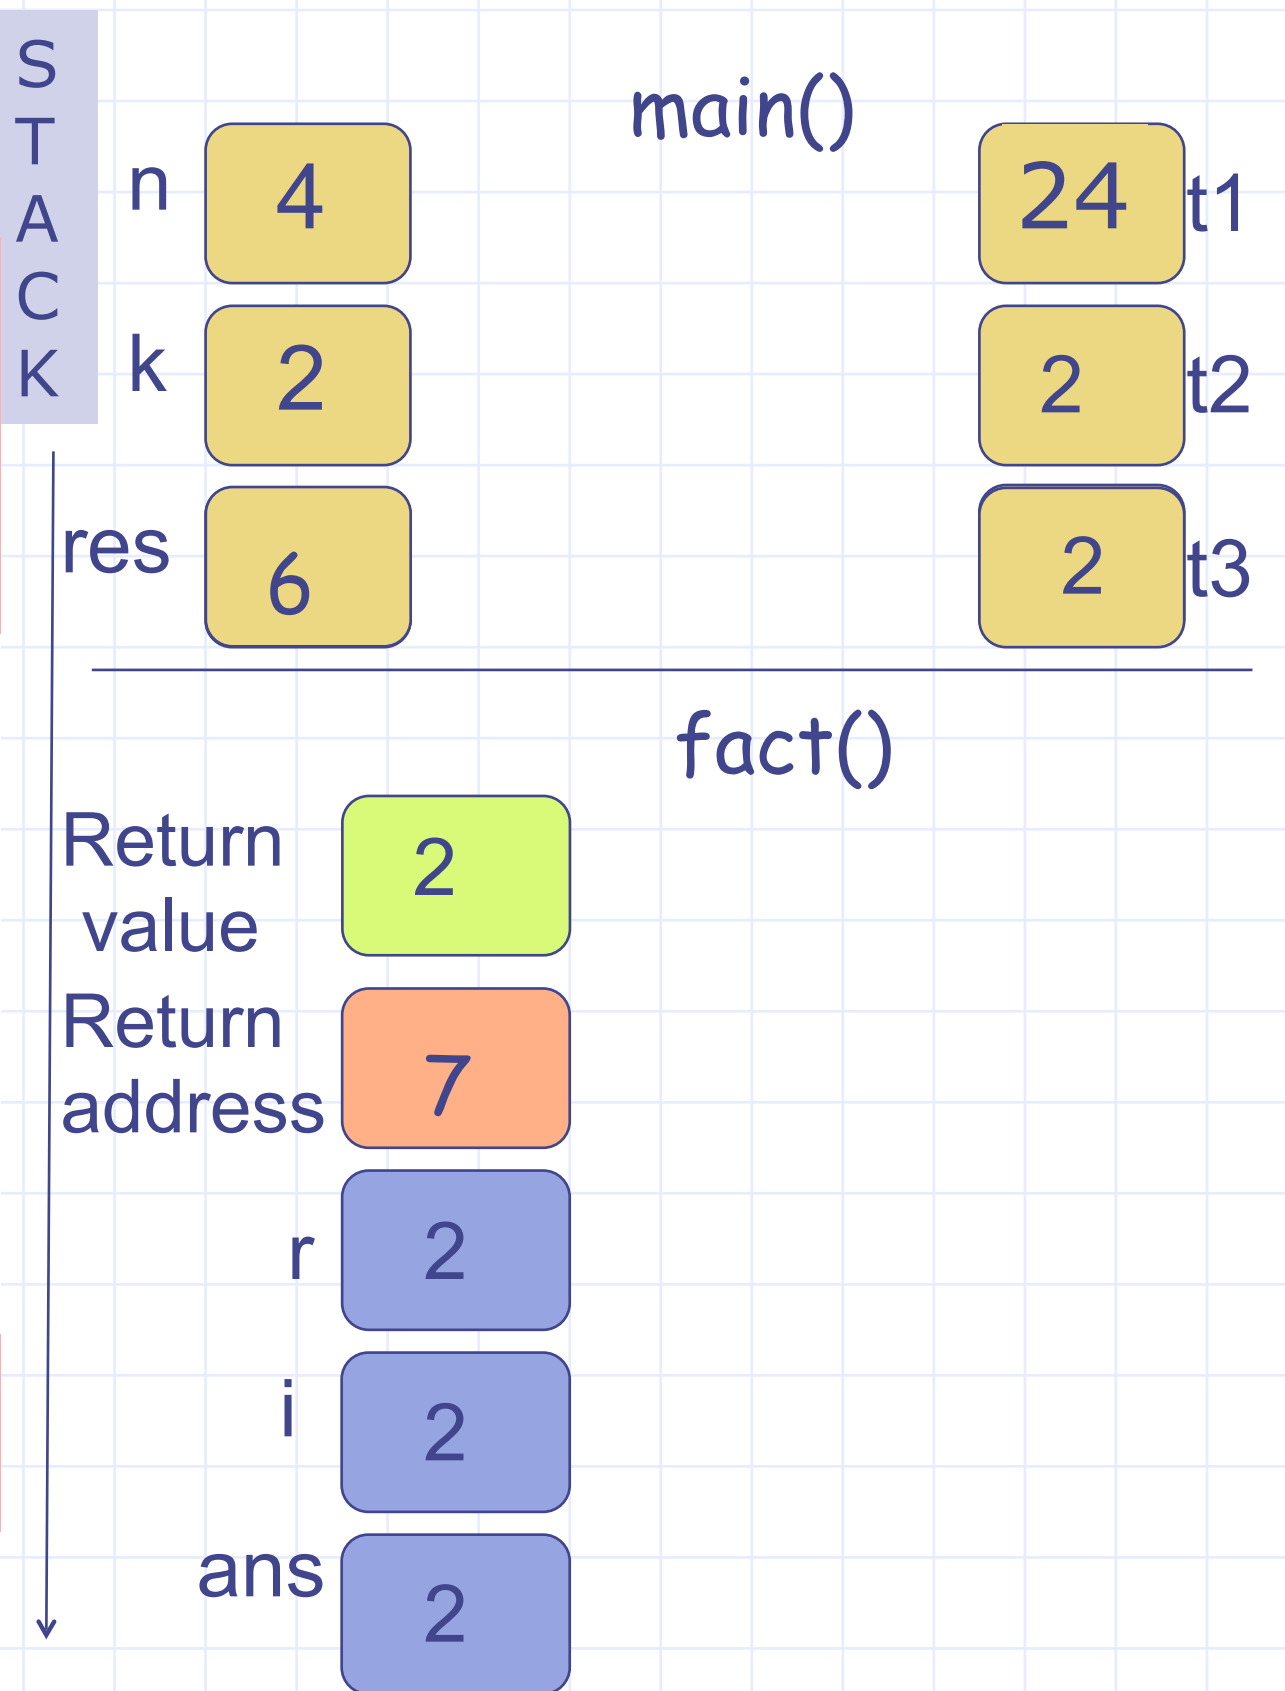 S
T
A
C
K
main()
n 4 24 t1
k 2 2 t2
res 6 2 t3
fact()
Return
value
2
Return
address
7
r 2
i 2
ans 2